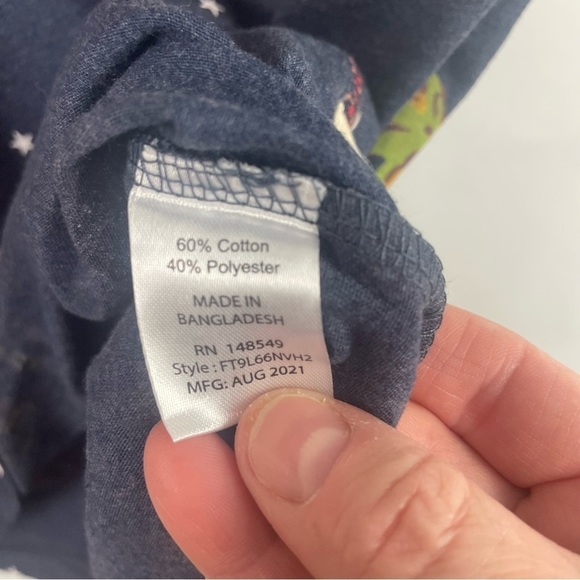 60% Cotton
40% Polyester
MADE IN
BANGLADESH
RN 148549
Style : FT9L66NVH2
MFG: AUG 2021